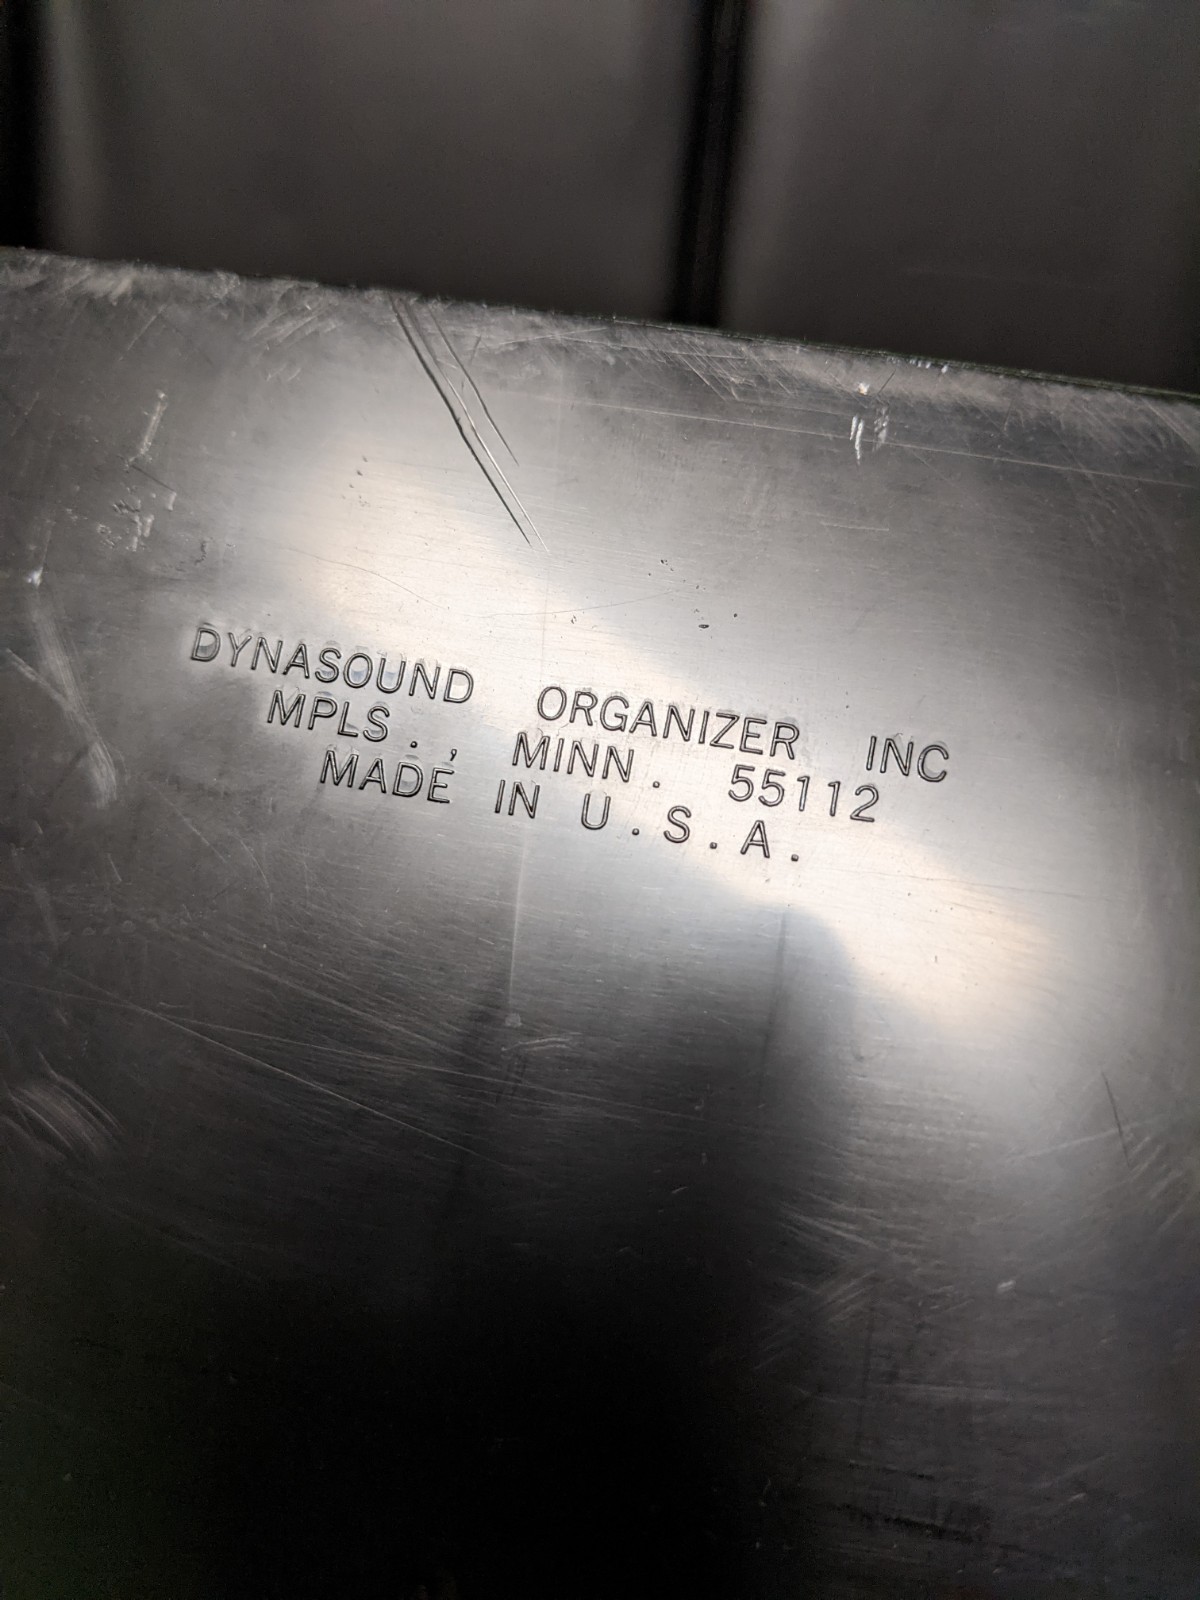 DYNASOUND ORGANIZER INC
MPLS., MINN. 55112
MADE IN U.S.A.